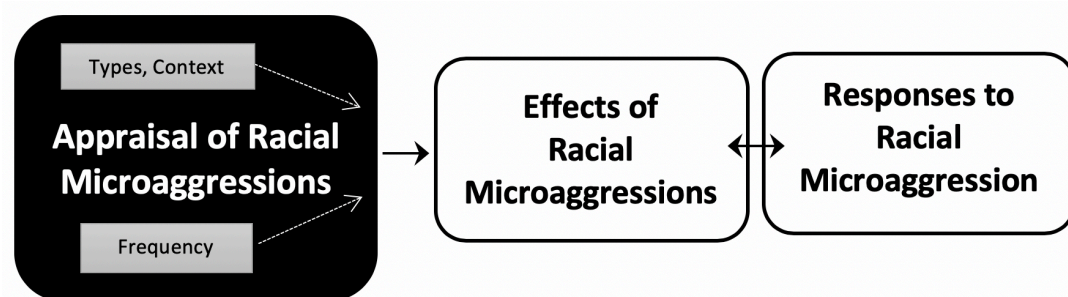 Types, Context
Appraisal of Racial
Microaggressions
Frequency
Effects of
Racial
Microaggressions
Responses to
Racial
Microaggression